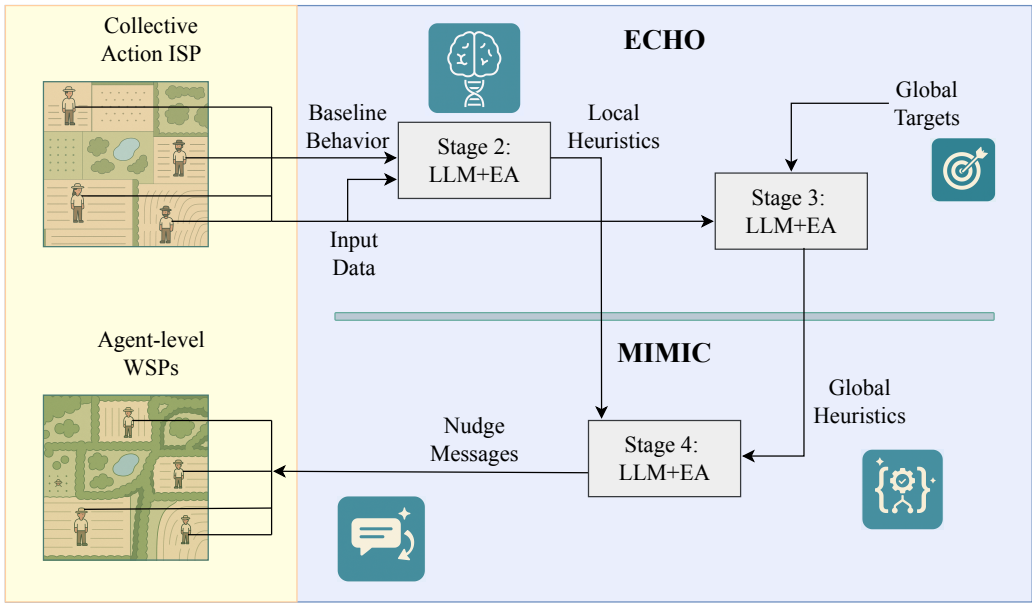 Collective
Action ISP
ECHO
Baseline
Behavior
Stage 2:
LLM+EA
Local
Heuristics
Global
Targets
Stage 3:
LLM+EA
Input
Data
Agent-level
WSPs
MIMIC
Global
Heuristics
Nudge
Messages
Stage 4:
LLM+EA